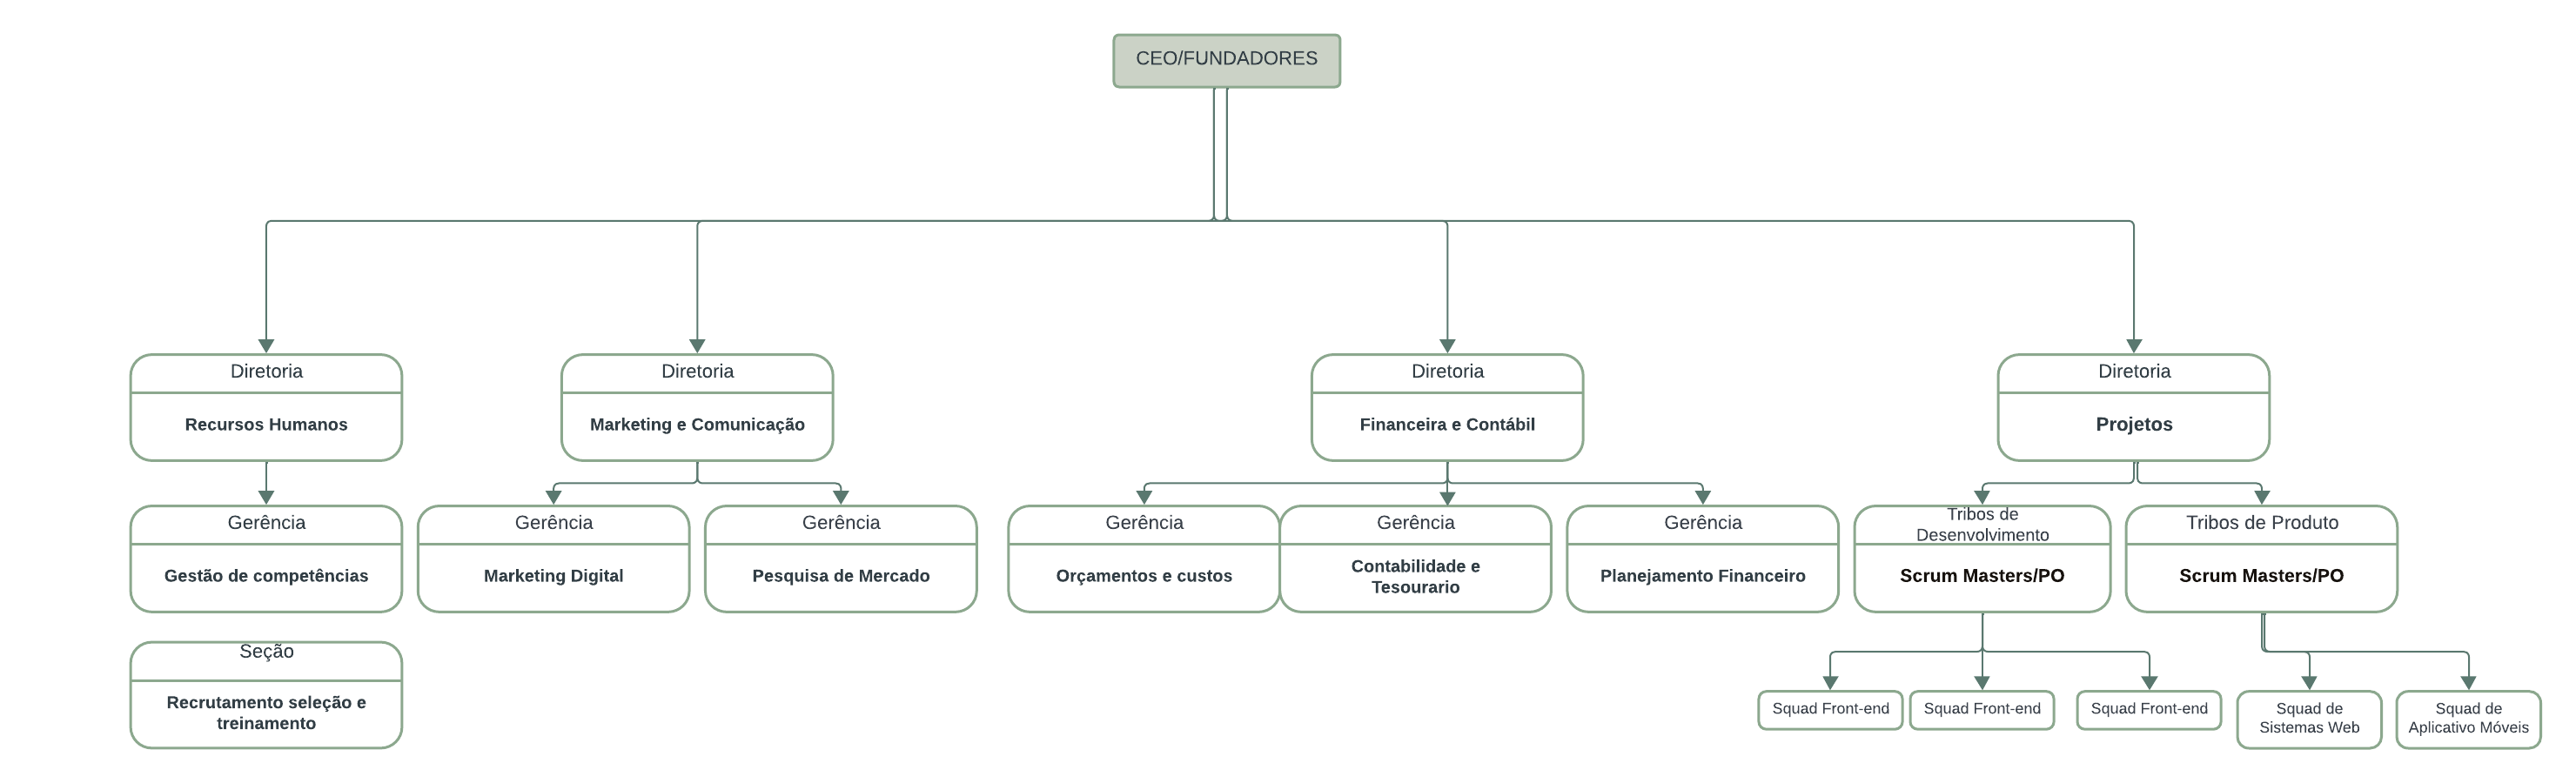 CEO/FUNDADORES
Diretoria
Recursos Humanos
Diretoria
Marketing e Comunicação
Diretoria
Financeira e Contábil
Diretoria
Projetos
Gerência
Gestão de competências
Gerência
Marketing Digital
Gerência
Pesquisa de Mercado
Gerência
Orçamentos e custos
Gerência
Contabilidade e
Tesourario
Gerência
Planejamento Financeiro
Tribos de
Desenvolvimento
Scrum Masters/PO
Tribos de Produto
Scrum Masters/PO
Seção
Recrutamento seleção e
treinamento
Squad Front-end
Squad Front-end
Squad Front-end
Squad de
Sistemas Web
Squad de
Aplicativo Móveis